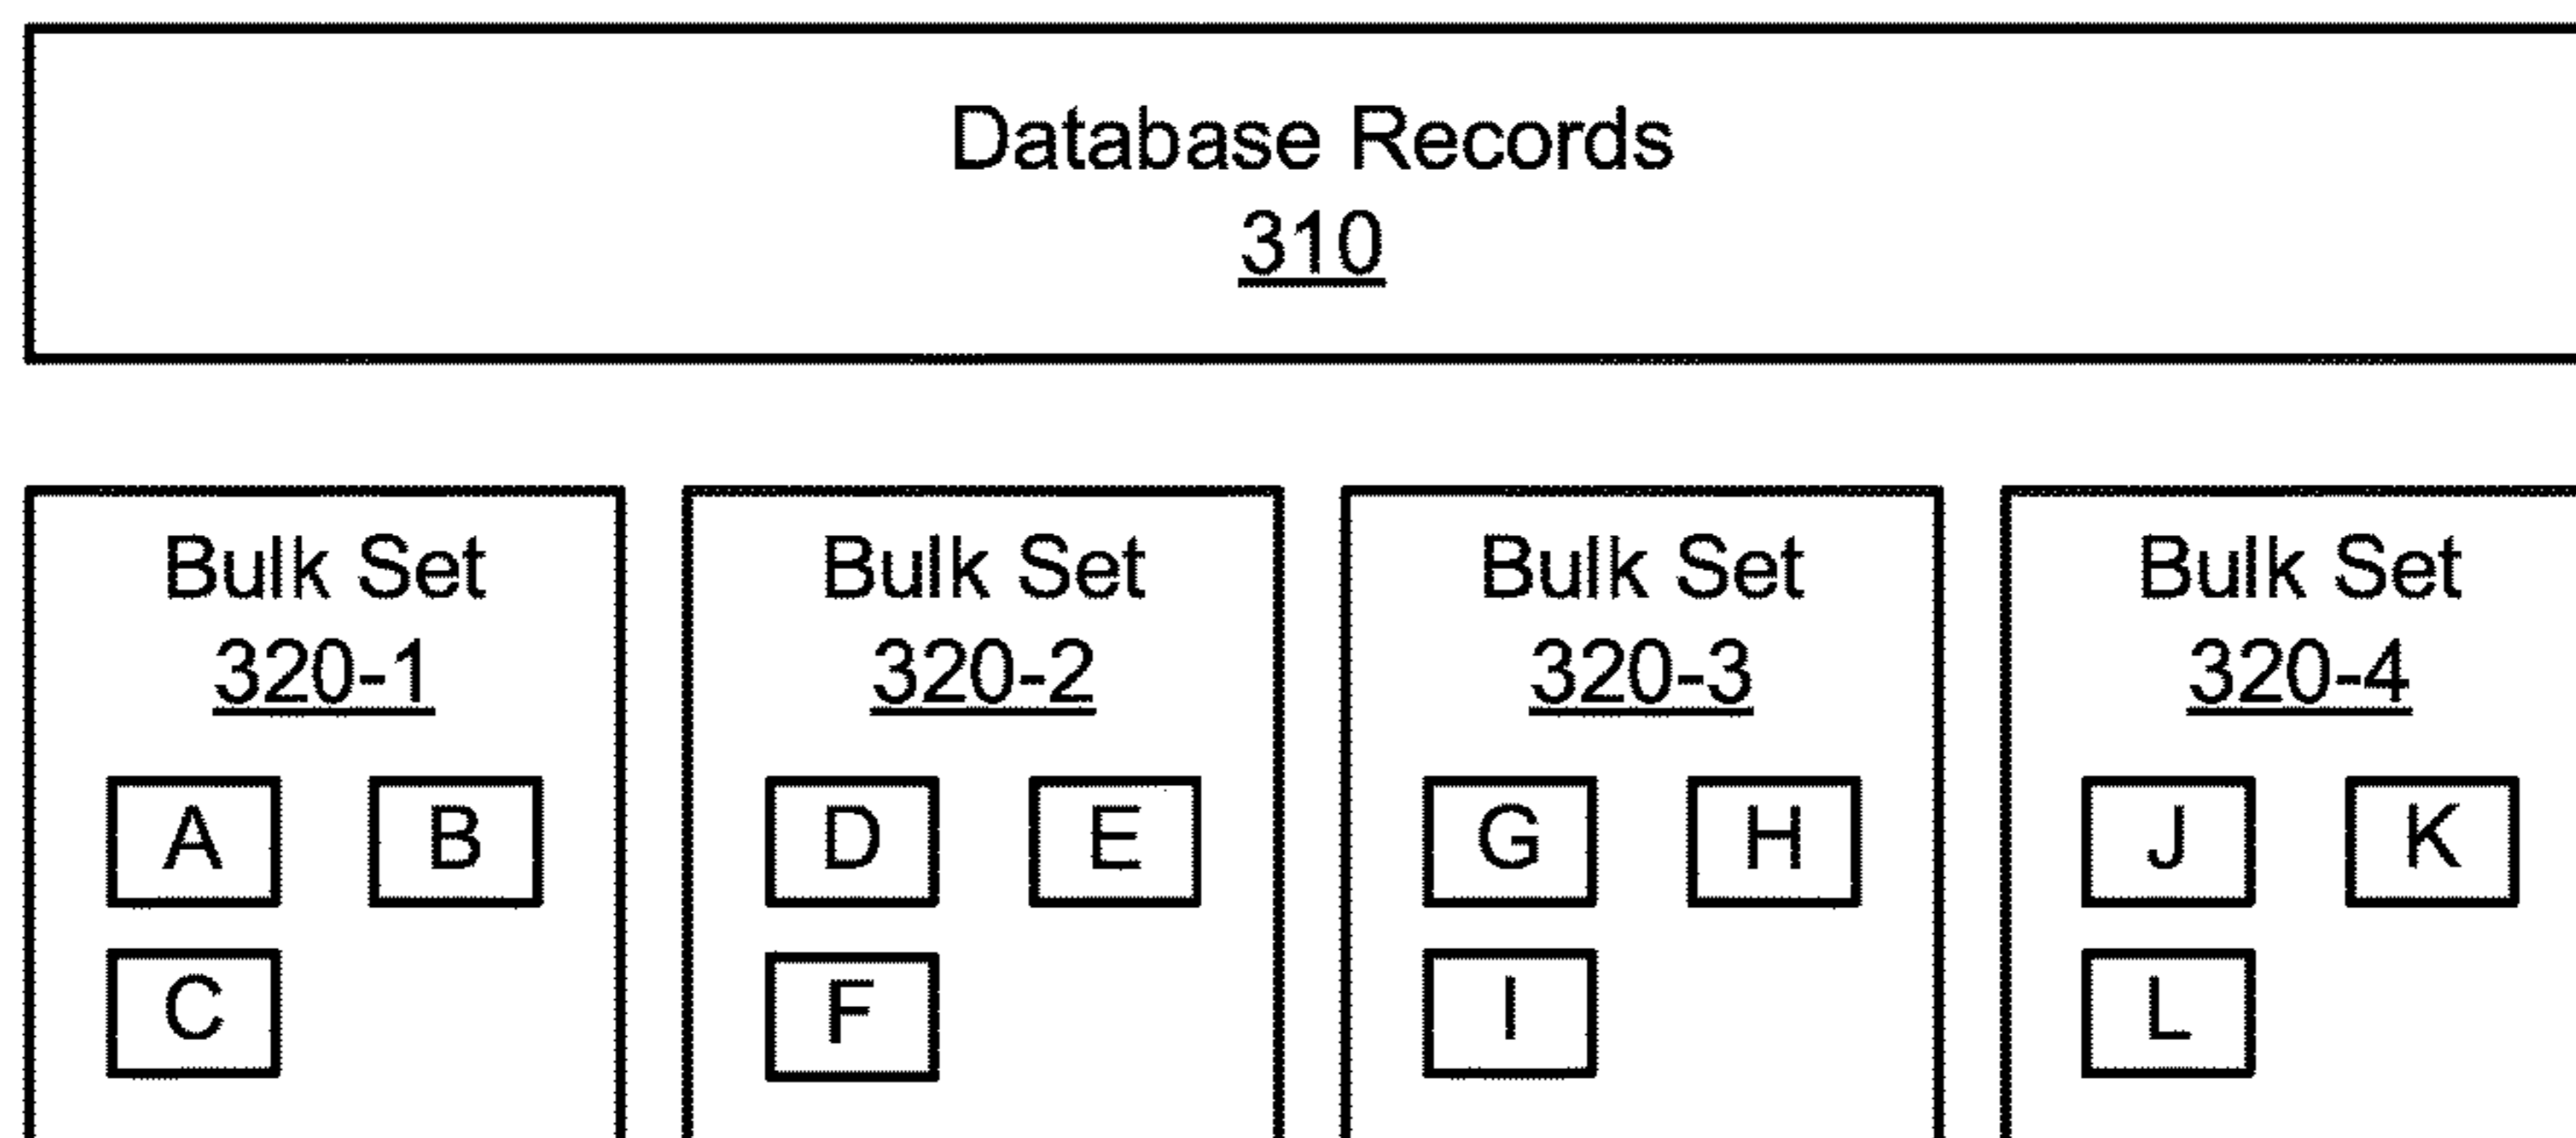 Database Records
310
Bulk Set
320-1
A B
C
Bulk Set
320-2
D E
F
Bulk Set
320-3
G H
I
Bulk Set
320-4
J K
L